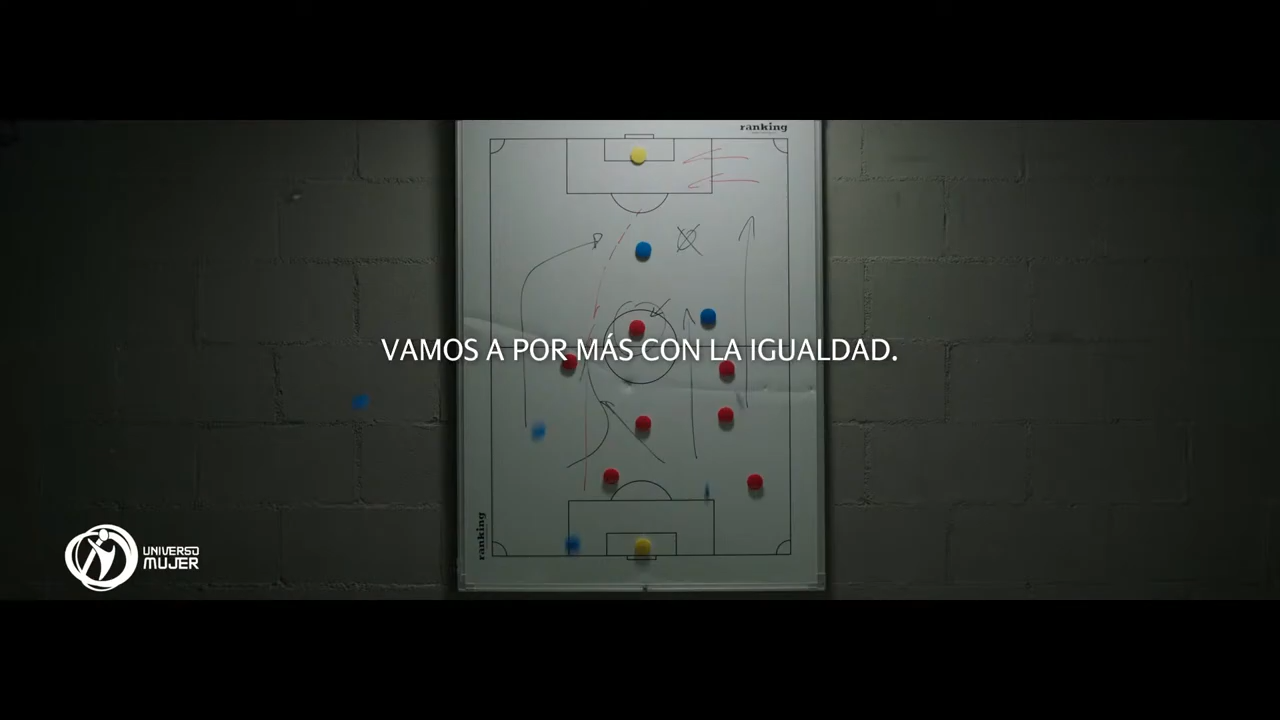 ranking
VAMOS A POR MÁS CON LA IGUALDAD.
ranking
UNIVERSO
MUJER